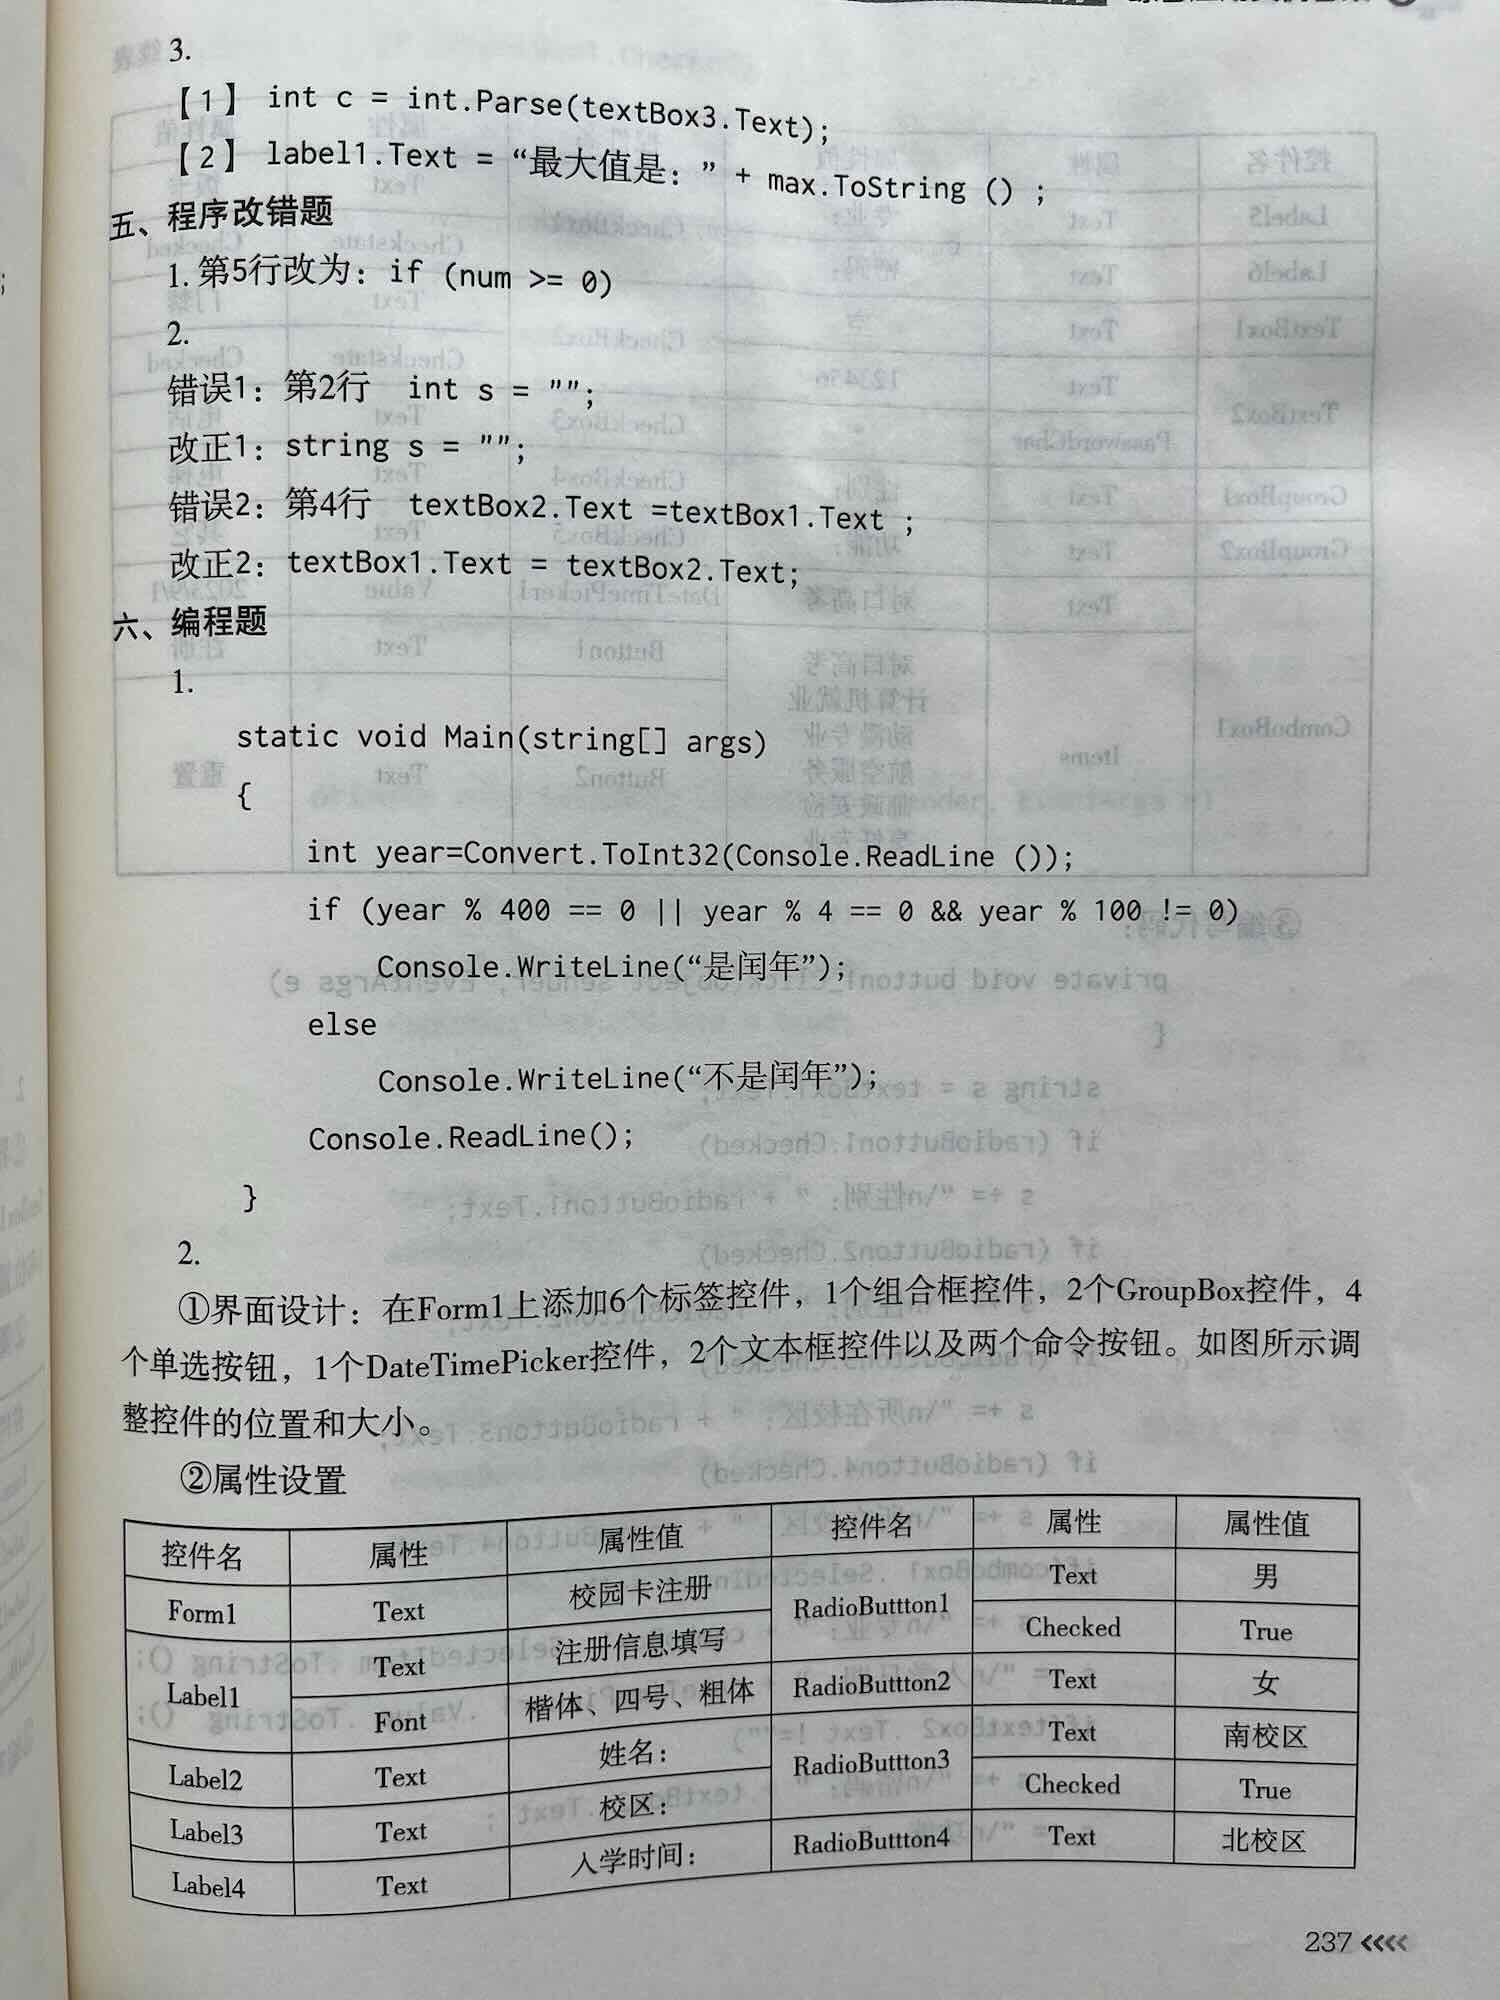 3.
【1】 int c = int.Parse(textBox3.Text);
【2】 label1.Text = “最大值是：” + max.ToString () ;
五、程序改错题
1. 第5行改为：if (num >= 0)
2.
错误1：第2行 int s = "";
改正1：string s = "";
错误2：第4行 textBox2.Text =textBox1.Text ;
改正2：textBox1.Text = textBox2.Text;
六、编程题
1.
static void Main(string[] args)
{
int year=Convert.ToInt32(Console.ReadLine ());
if (year % 400 == 0 || year % 4 == 0 && year % 100 != 0)
Console.WriteLine(“是闰年”);
else
Console.WriteLine(“不是闰年”);
Console.ReadLine();
}
2.
①界面设计：在Form1上添加6个标签控件，1个组合框控件，2个GroupBox控件，4
个单选按钮，1个DateTimePicker控件，2个文本框控件以及两个命令按钮。如图所示调
整控件的位置和大小。
②属性设置
控件名 属性 属性值 控件名 属性 属性值
Form1 Text 校园卡注册 RadioButtton1 Text 男
Label1 Text 注册信息填写 Checked True
Font 楷体、四号、粗体 RadioButtton2 Text 女
Label2 Text 姓名： RadioButtton3 Text 南校区
Label3 Text 校区： Checked True
Label4 Text 入学时间： RadioButtton4 Text 北校区
237